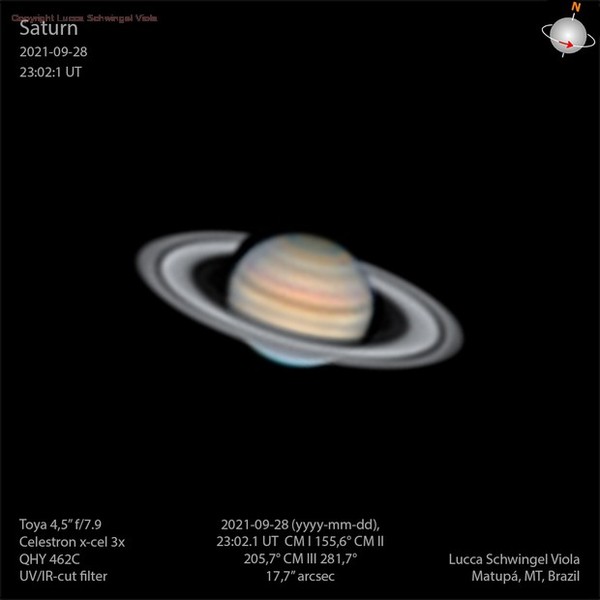 Copyright Lucca Schwingel Viola
Saturn
2021-09-28
23:02:1 UT
N
Toya 4,5” f/7.9
Celestron x-cel 3x
QHY 462C
UV/IR-cut filter
2021-09-28 (yyyy-mm-dd),
23:02.1 UT CM I 155,6° CM II
205,7° CM III 281,7°
17,7” arcsec
Lucca Schwingel Viola
Matupá, MT, Brazil